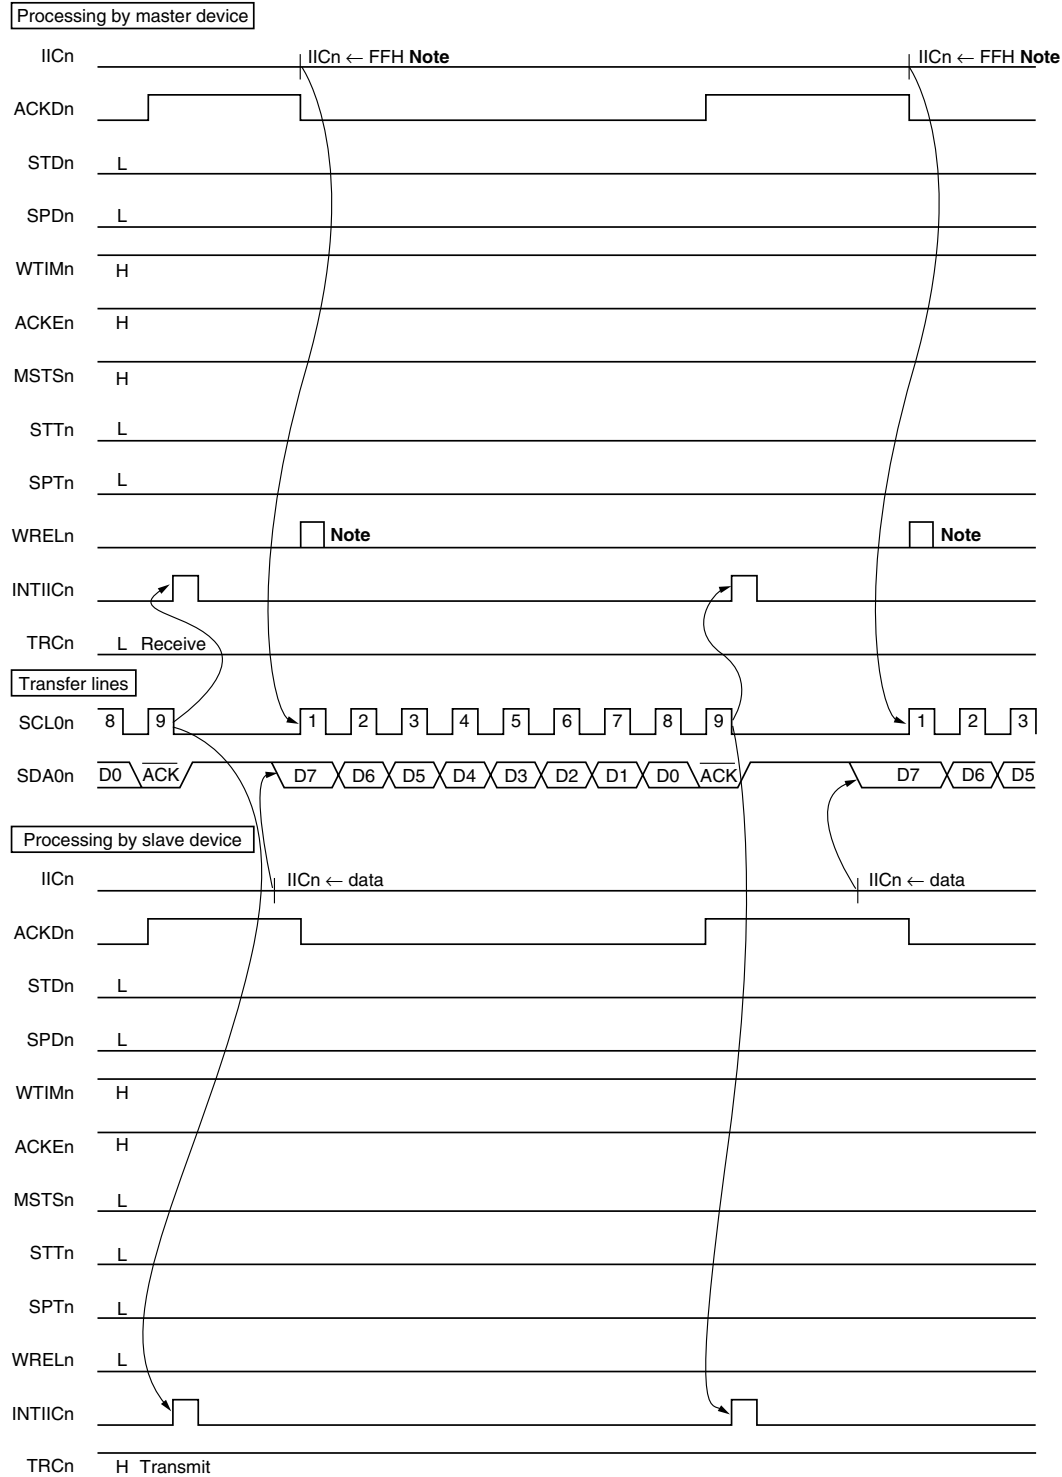 Processing by master device
IICn IICn ← FFH Note IICn ← FFH Note
ACKDn
STDn L
SPDn L
WTIMn H
ACKEn H
MSTSn H
STTn L
SPTn L
WRELn Note Note
INTIICn
TRCn L Receive
Transfer lines
SCL0n 8 9 1 2 3 4 5 6 7 8 9 1 2 3
SDA0n D0 ACK D7 D6 D5 D4 D3 D2 D1 D0 ACK D7 D6 D5
Processing by slave device
IICn IICn ← data IICn ← data
ACKDn
STDn L
SPDn L
WTIMn H
ACKEn H
MSTSn L
STTn L
SPTn L
WRELn L
INTIICn
TRCn H Transmit